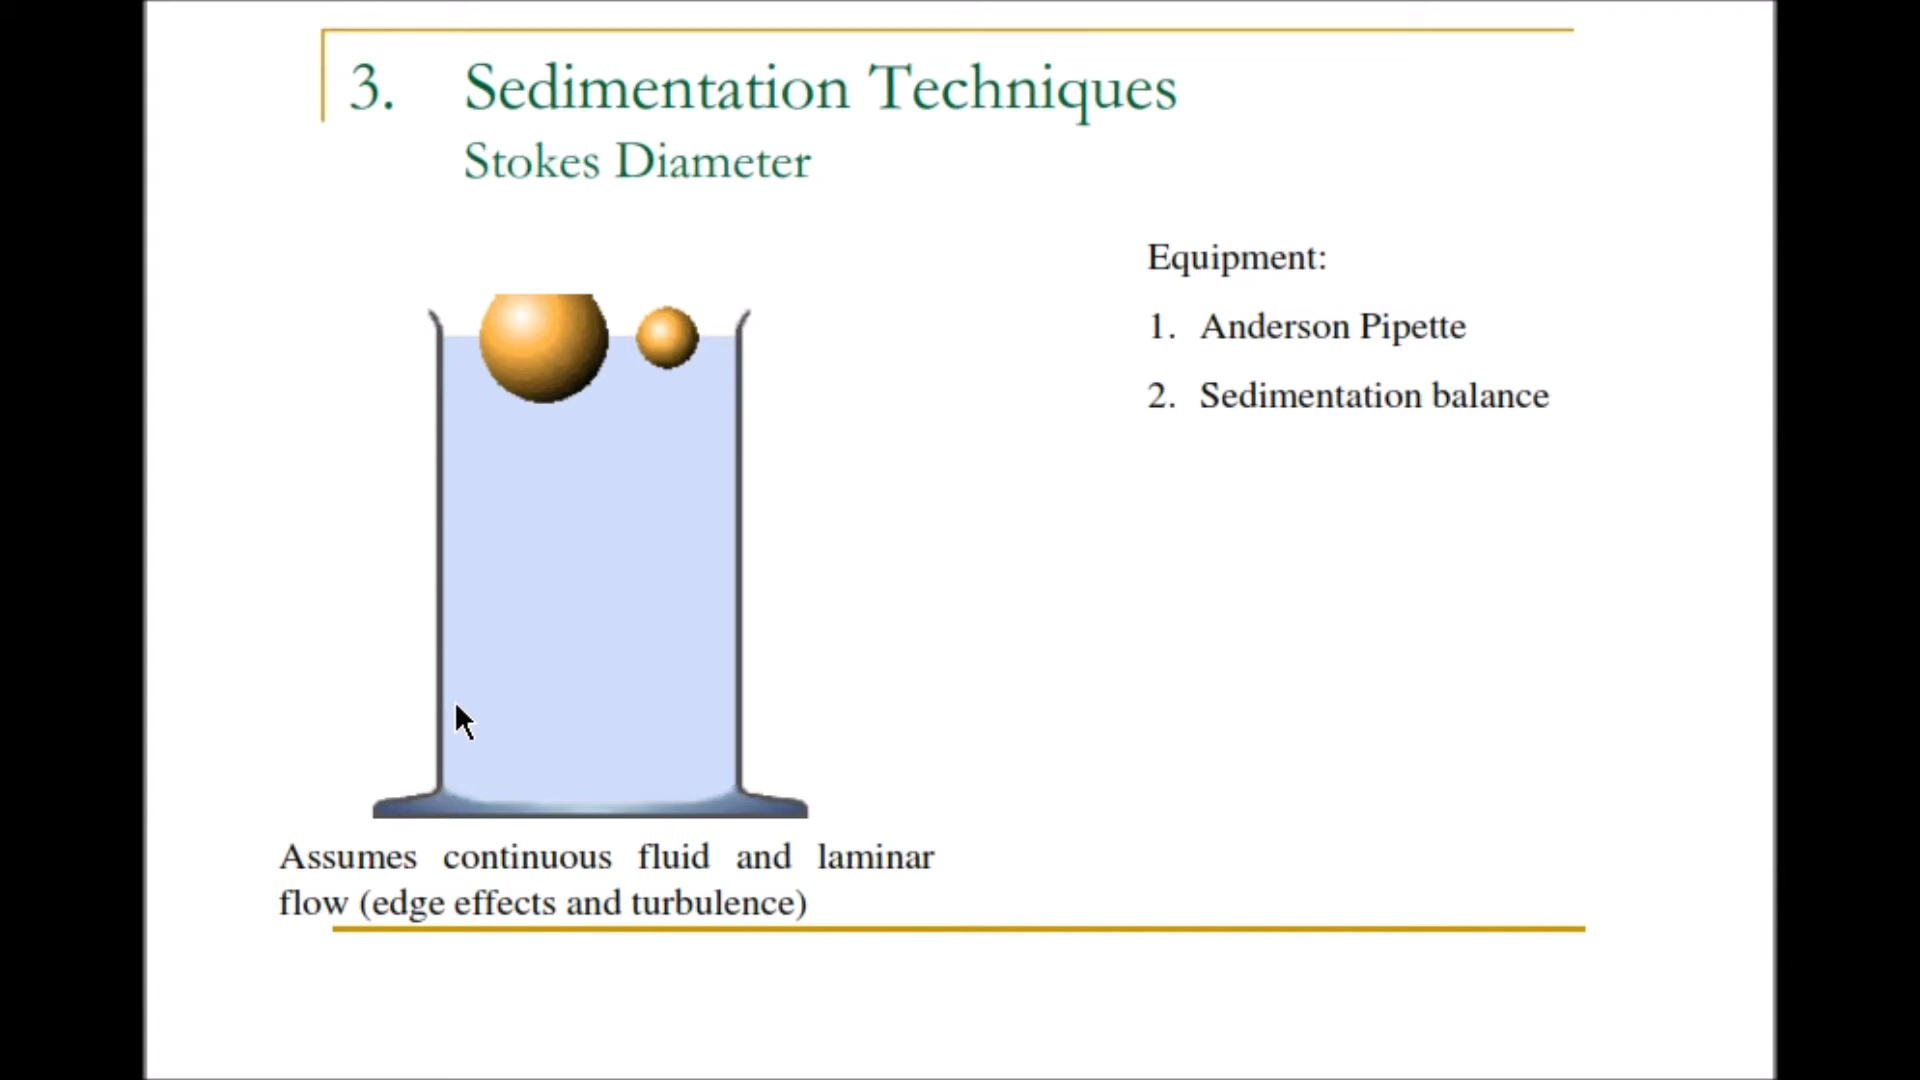 3. Sedimentation Techniques
Stokes Diameter
Equipment:
1. Anderson Pipette
2. Sedimentation balance
Assumes continuous fluid and laminar
flow (edge effects and turbulence)